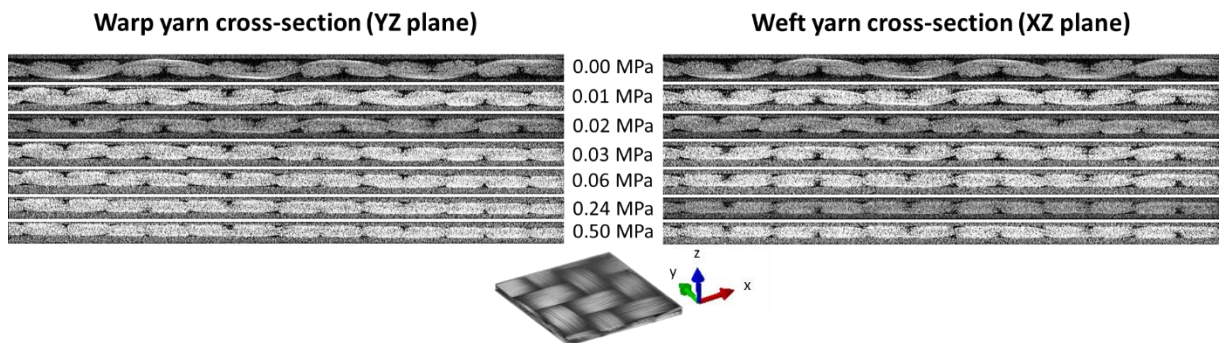 Warp yarn cross-section (YZ plane)
Weft yarn cross-section (XZ plane)
0.00 MPa
0.01 MPa
0.02 MPa
0.03 MPa
0.06 MPa
0.24 MPa
0.50 MPa
z
y
x